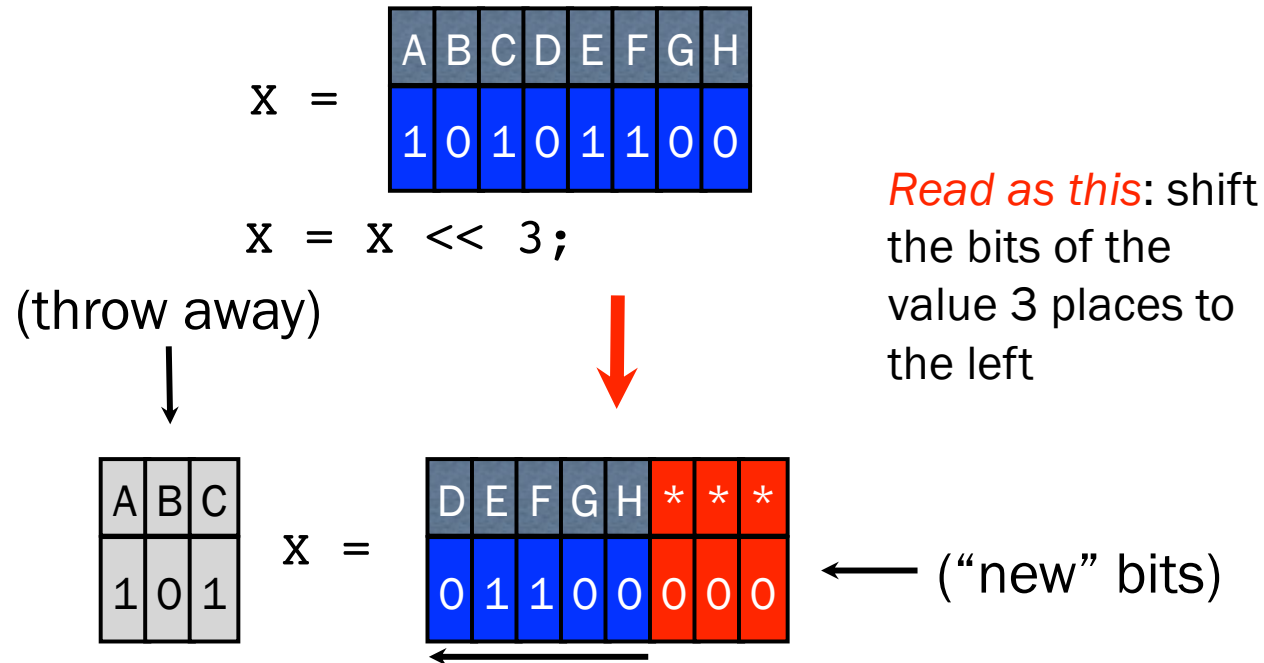 A B C D E F G H
x =
1 0 1 0 1 1 0 0
x = x << 3;
Read as this: shift
the bits of the
value 3 places to
the left
(throw away)
A B C
1 0 1
x =
D E F G H * * *
0 1 1 0 0 0 0 0
(“new” bits)